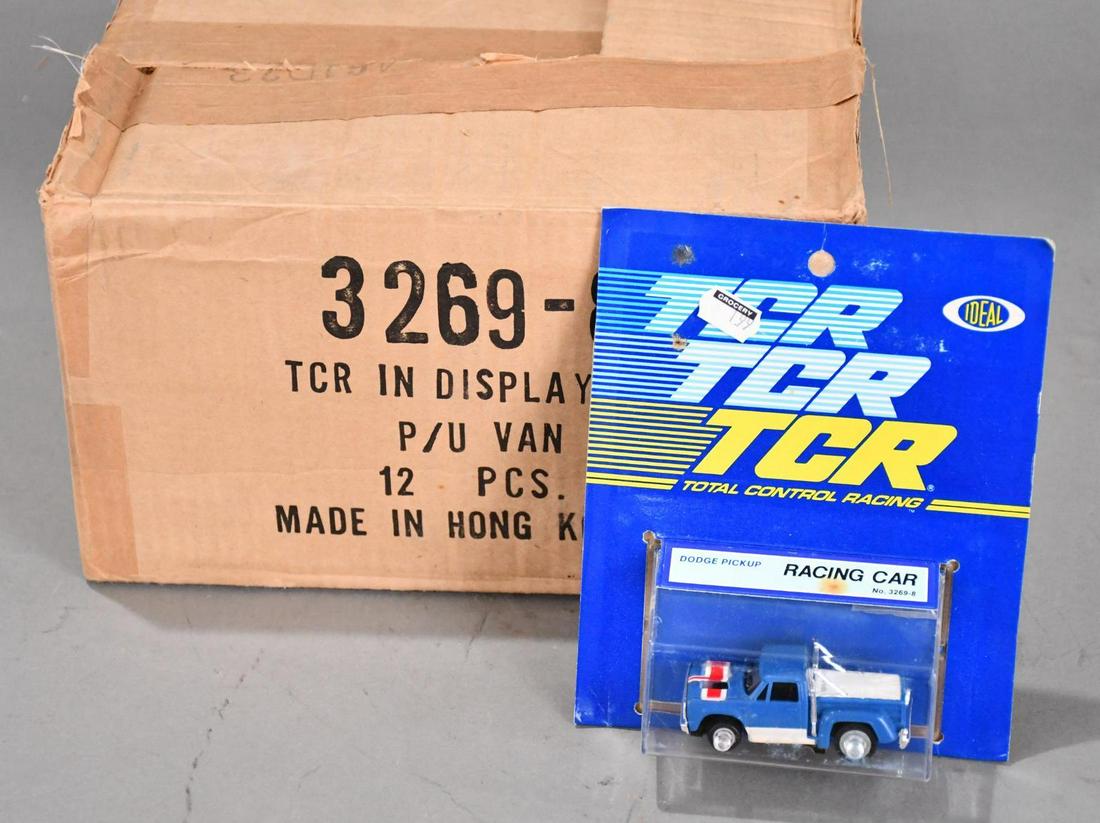 3269-
TCR IN DISPLAY
P/U VAN
12 PCS.
MADE IN HONG
TCR
TCR
TCR®
TOTAL CONTROL RACING™
IDEAL
GROCERY
DODGE PICKUP
RACING CAR
No. 3269-8